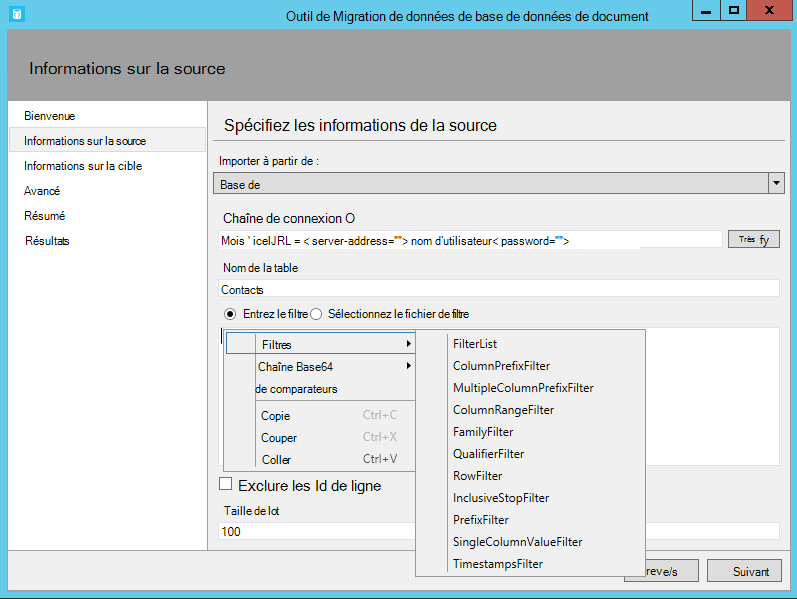 Outil de Migration de données de base de données de document
X
Informations sur la source
Bienvenue
Informations sur la source
Informations sur la cible
Avancé
Résumé
Résultats
Spécifiez les informations de la source
Importer à partir de :
Base de
Chaîne de connexion O
Mois ' icelJRL = < server-address=""> nom d'utilisateur< password="">
Très fy
Nom de la table
Contacts
Entrez le filtre
Sélectionnez le fichier de filtre
Filtres
Chaîne Base64
de comparateurs
Copie Ctrl+C
Couper Ctrl+X
Coller Ctrl+V
FilterList
ColumnPrefixFilter
MultipleColumnPrefixFilter
ColumnRangeFilter
FamilyFilter
QualifierFilter
RowFilter
InclusiveStopFilter
PrefixFilter
SingleColumnValueFilter
TimestampsFilter
Exclure les Id de ligne
Taille de lot
100
reve/s
Suivant